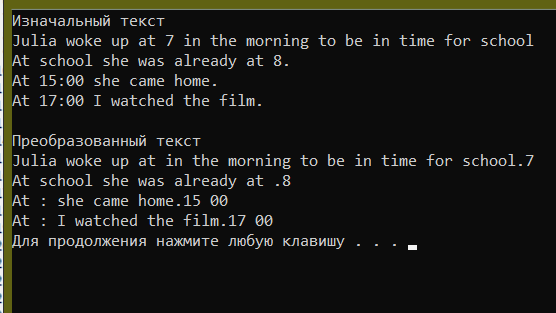 Изначальный текст
Julia woke up at 7 in the morning to be in time for school
At school she was already at 8.
At 15:00 she came home.
At 17:00 I watched the film.
Преобразованный текст
Julia woke up at in the morning to be in time for school.7
At school she was already at .8
At : she came home.15 00
At : I watched the film.17 00
Для продолжения нажмите любую клавишу . . .